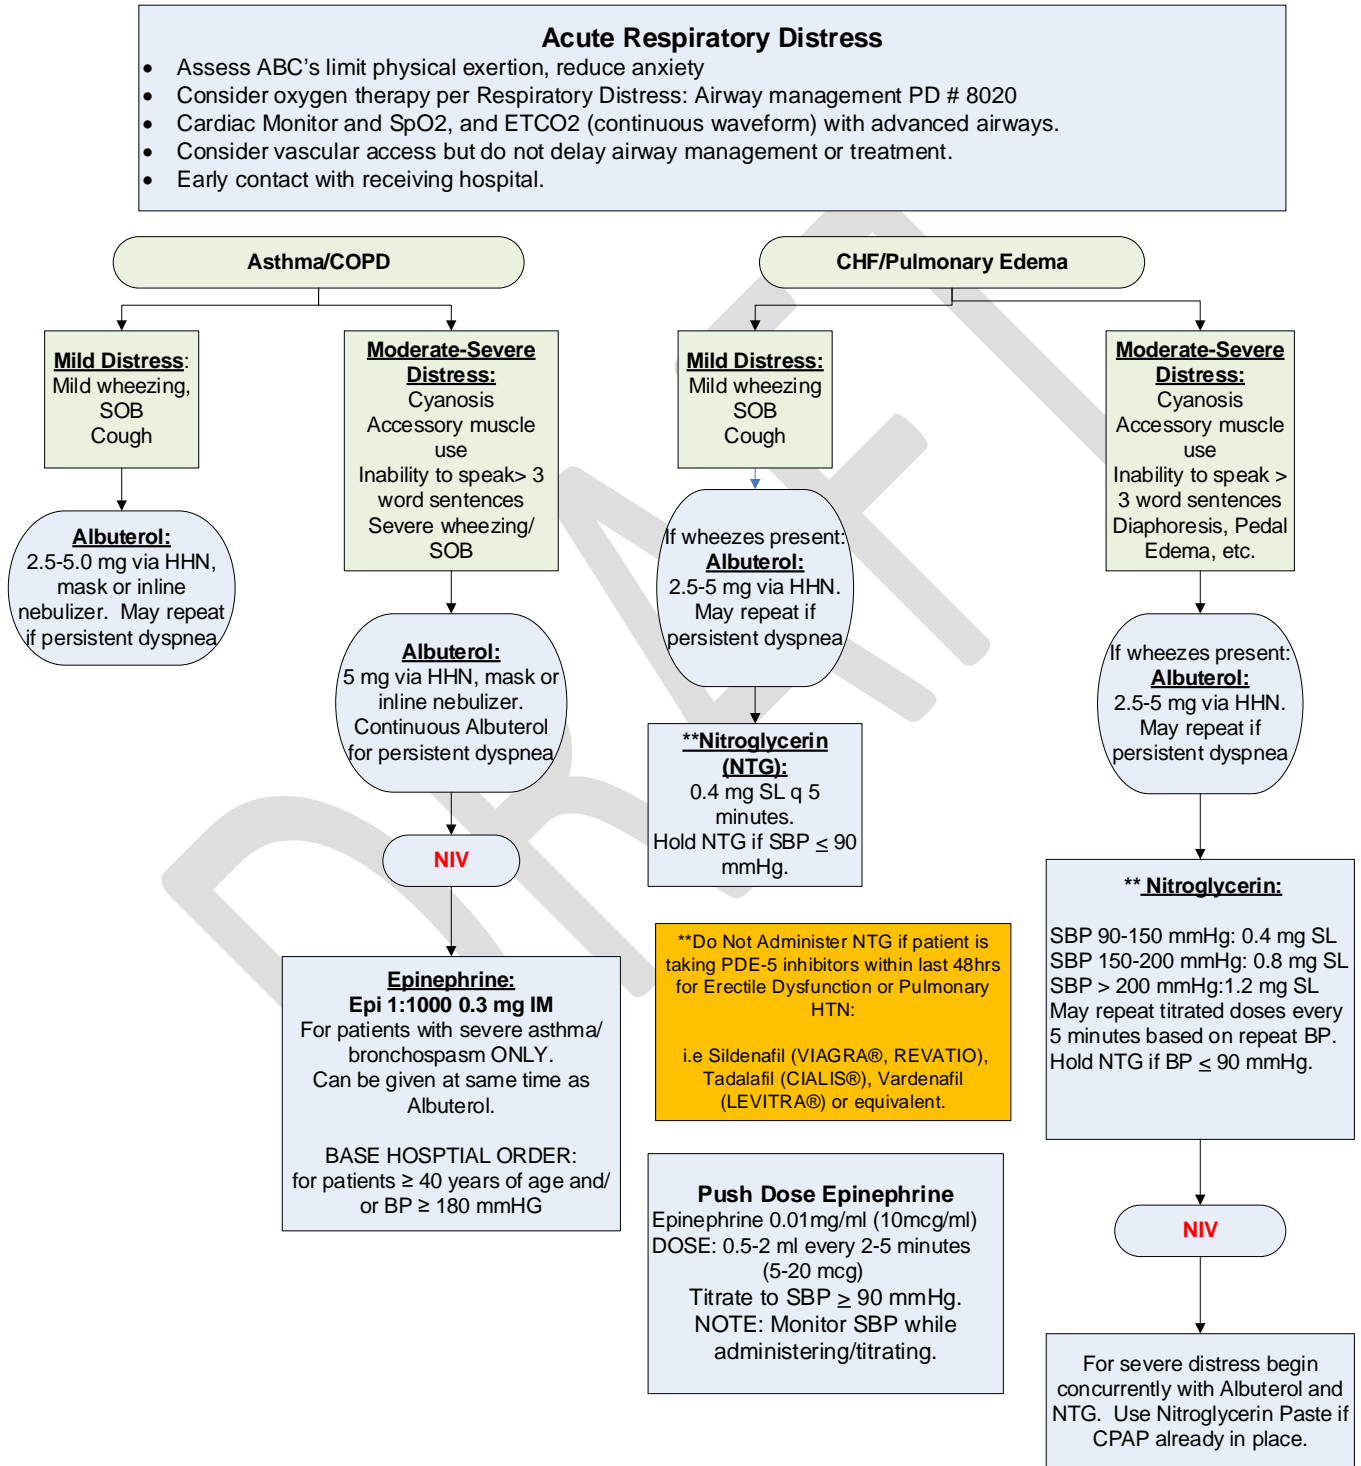 Acute Respiratory Distress
• Assess ABC's limit physical exertion, reduce anxiety
• Consider oxygen therapy per Respiratory Distress: Airway management PD # 8020
• Cardiac Monitor and SpO2, and ETCO2 (continuous waveform) with advanced airways.
• Consider vascular access but do not delay airway management or treatment.
• Early contact with receiving hospital.
DRAFT
Asthma/COPD
Mild Distress:
Mild wheezing,
SOB
Cough
Albuterol:
2.5-5.0 mg via HHN,
mask or inline
nebulizer. May repeat
if persistent dyspnea
Moderate-Severe
Distress:
Cyanosis
Accessory muscle
use
Inability to speak> 3
word sentences
Severe wheezing/
SOB
Albuterol:
5 mg via HHN, mask or
inline nebulizer.
Continuous Albuterol
for persistent dyspnea
NIV
Epinephrine:
Epi 1:1000 0.3 mg IM
For patients with severe asthma/
bronchospasm ONLY.
Can be given at same time as
Albuterol.
BASE HOSPTIAL ORDER:
for patients ≥ 40 years of age and/
or BP ≥ 180 mmHG
CHF/Pulmonary Edema
Mild Distress:
Mild wheezing
SOB
Cough
If wheezes present:
Albuterol:
2.5-5 mg via HHN.
May repeat if
persistent dyspnea
**Nitroglycerin
(NTG):
0.4 mg SL q 5
minutes.
Hold NTG if SBP ≤ 90
mmHg.
**Do Not Administer NTG if patient is
taking PDE-5 inhibitors within last 48hrs
for Erectile Dysfunction or Pulmonary
HTN:
i.e Sildenafil (VIAGRA®, REVATIO),
Tadalafil (CIALIS®), Vardenafil
(LEVITRA®) or equivalent.
Push Dose Epinephrine
Epinephrine 0.01mg/ml (10mcg/ml)
DOSE: 0.5-2 ml every 2-5 minutes
(5-20 mcg)
Titrate to SBP ≥ 90 mmHg.
NOTE: Monitor SBP while
administering/titrating.
Moderate-Severe
Distress:
Cyanosis
Accessory muscle
use
Inability to speak >
3 word sentences
Diaphoresis, Pedal
Edema, etc.
If wheezes present:
Albuterol:
2.5-5 mg via HHN.
May repeat if
persistent dyspnea
** Nitroglycerin:
SBP 90-150 mmHg: 0.4 mg SL
SBP 150-200 mmHg: 0.8 mg SL
SBP > 200 mmHg:1.2 mg SL
May repeat titrated doses every
5 minutes based on repeat BP.
Hold NTG if BP ≤ 90 mmHg.
NIV
For severe distress begin
concurrently with Albuterol and
NTG. Use Nitroglycerin Paste if
CPAP already in place.